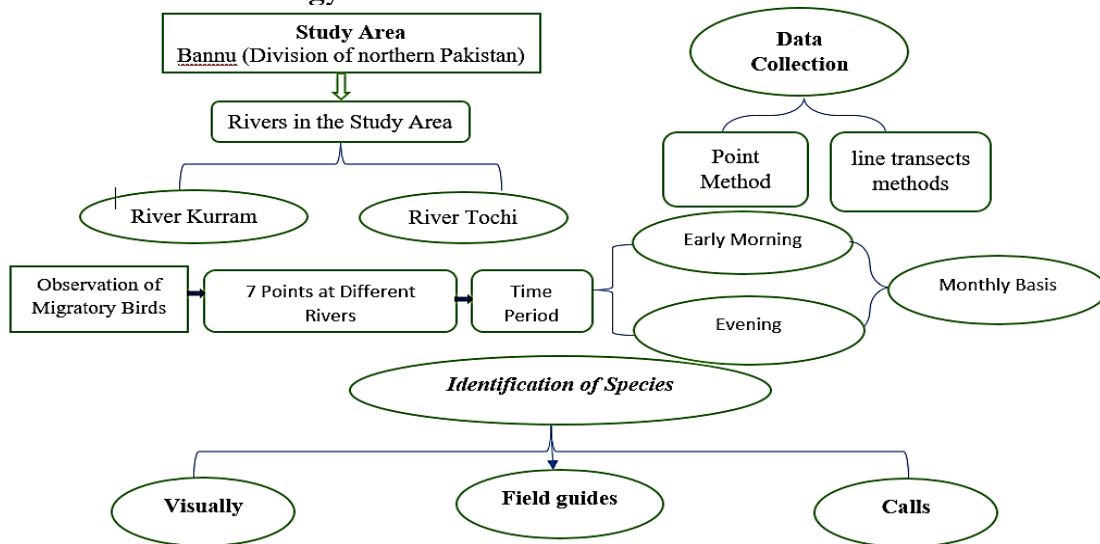 Study Area
Bannu (Division of northern Pakistan)
Rivers in the Study Area
River Kurram
River Tochi
Data
Collection
Point
Method
line transects
methods
Observation of
Migratory Birds
7 Points at Different
Rivers
Time
Period
Early Morning
Evening
Monthly Basis
Identification of Species
Visually
Field guides
Calls